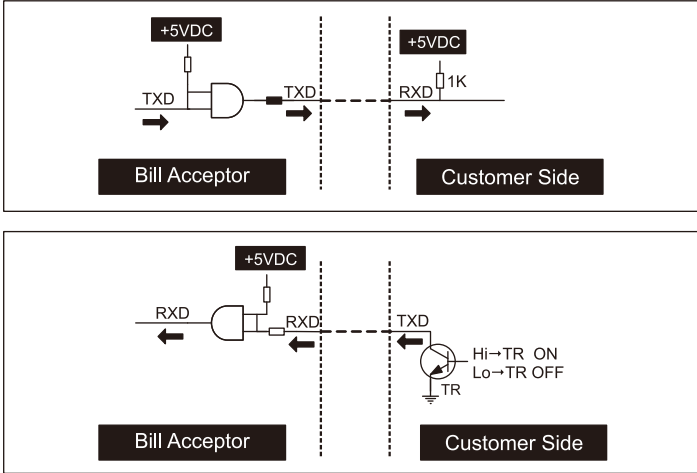 +5VDC
+5VDC
1K
TXD
TXD
RXD
Bill Acceptor
Customer Side
+5VDC
RXD
RXD
TXD
Hi→TR ON
Lo→TR OFF
TR
Bill Acceptor
Customer Side